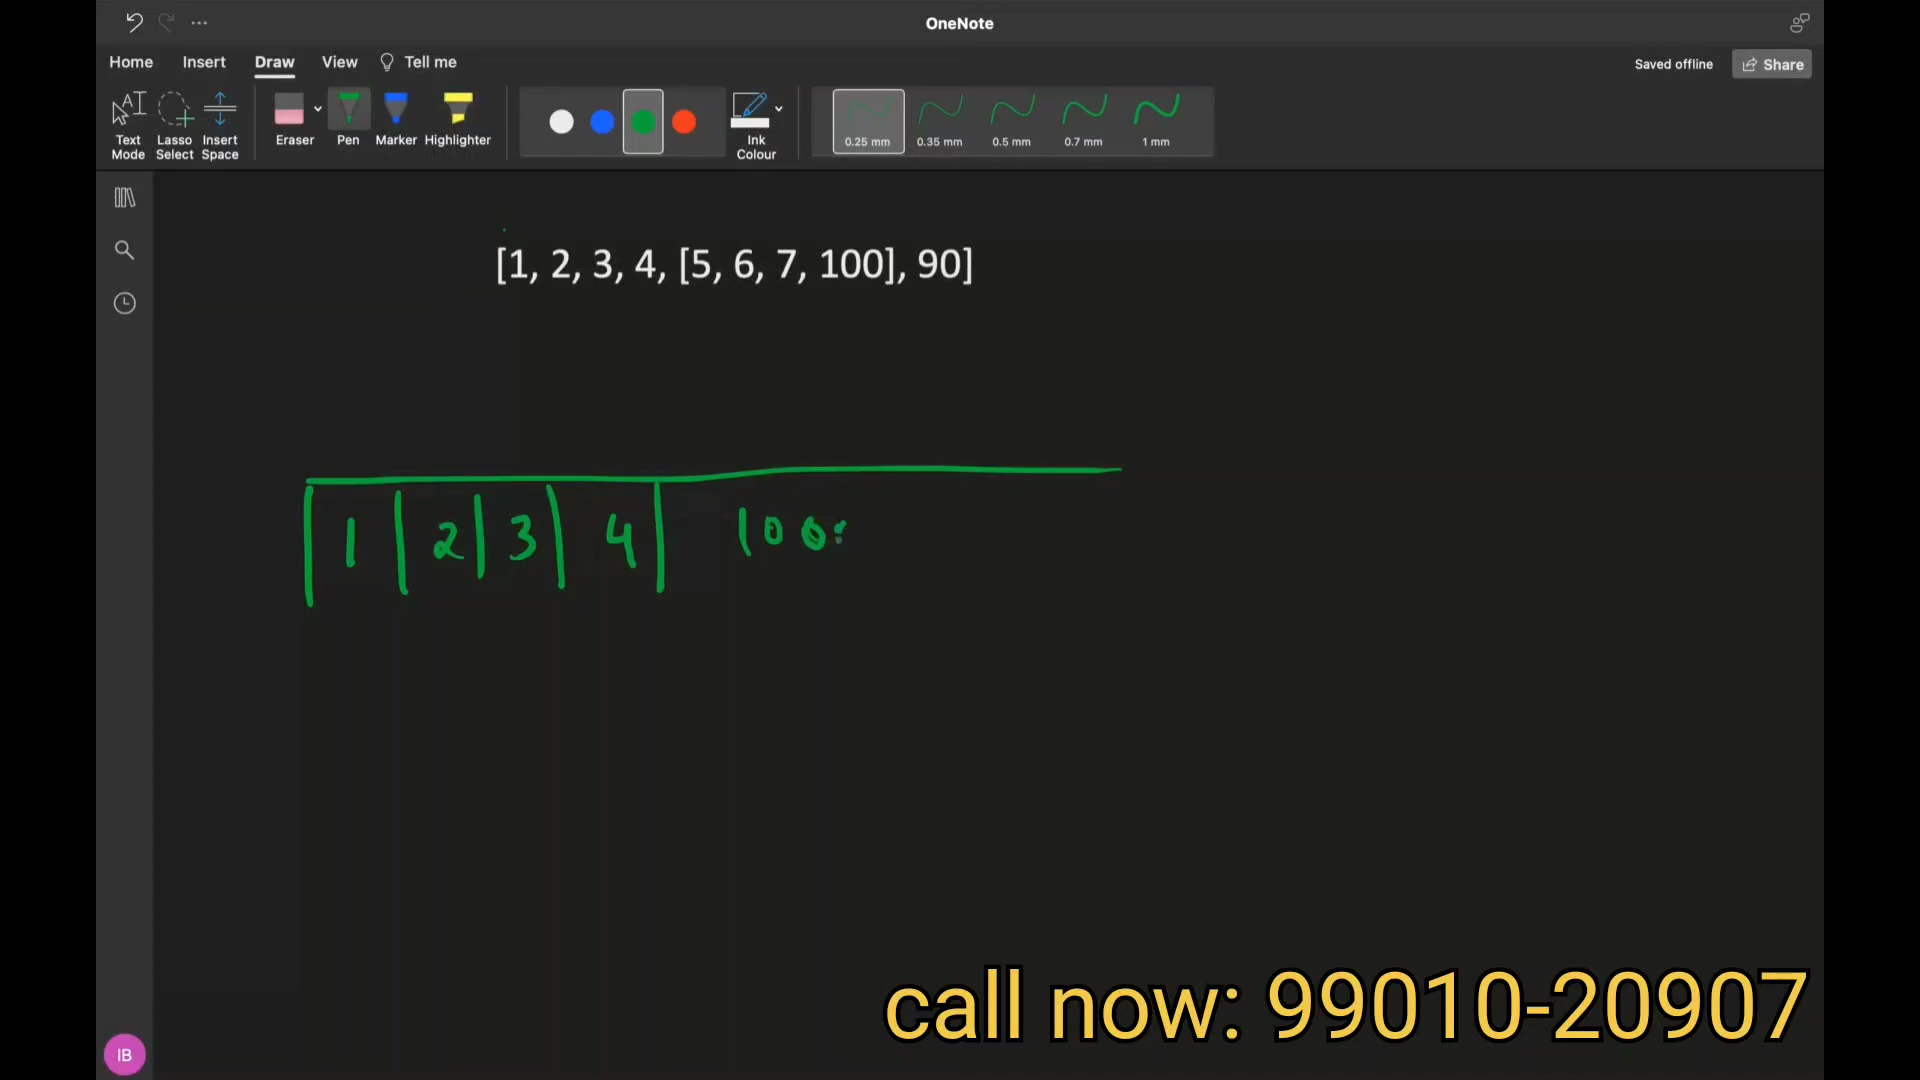 OneNote
Home Insert Draw View Tell me
Saved offline Share
Text Mode
Lasso Select
Insert Space
Eraser
Pen
Marker
Highlighter
Ink Colour
0.25 mm
0.35 mm
0.5 mm
0.7 mm
1 mm
[1, 2, 3, 4, [5, 6, 7, 100], 90]
1 2 3 4 100
IB
call now: 99010-20907